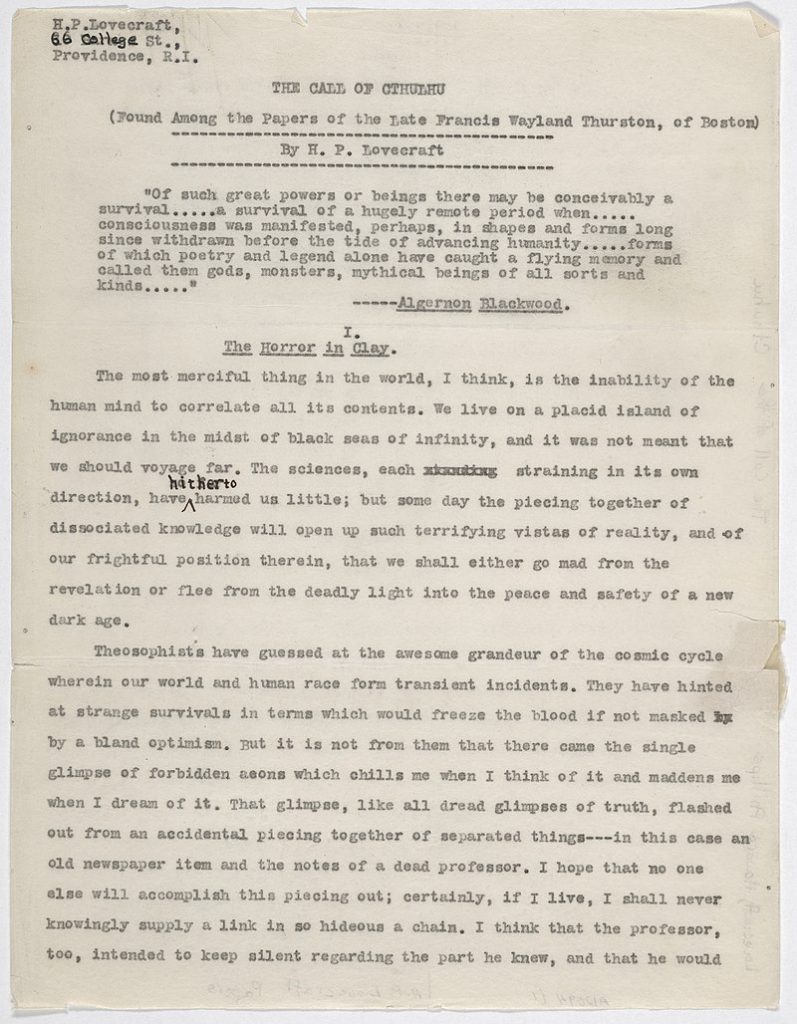 H.P.Lovecraft,
66 College St.,
Providence, R.I.
THE CALL OF CTHULHU
(Found Among the Papers of the Late Francis Wayland Thurston, of Boston)
By H. P. Lovecraft
"Of such great powers or beings there may be conceivably a
survival.....a survival of a hugely remote period when.....
consciousness was manifested, perhaps, in shapes and forms long
since withdrawn before the tide of advancing humanity.....forms
of which poetry and legend alone have caught a flying memory and
called them gods, monsters, mythical beings of all sorts and
kinds....."
-----Algernon Blackwood.
I.
The Horror in Clay.
The most merciful thing in the world, I think, is the inability of the
human mind to correlate all its contents. We live on a placid island of
ignorance in the midst of black seas of infinity, and it was not meant that
we should voyage far. The sciences, each straining in its own
hitherto
direction, have harmed us little; but some day the piecing together of
dissociated knowledge will open up such terrifying vistas of reality, and of
our frightful position therein, that we shall either go mad from the
revelation or flee from the deadly light into the peace and safety of a new
dark age.
Theosophists have guessed at the awesome grandeur of the cosmic cycle
wherein our world and human race form transient incidents. They have hinted
at strange survivals in terms which would freeze the blood if not masked
by a bland optimism. But it is not from them that there came the single
glimpse of forbidden aeons which chills me when I think of it and maddens me
when I dream of it. That glimpse, like all dread glimpses of truth, flashed
out from an accidental piecing together of separated things---in this case an
old newspaper item and the notes of a dead professor. I hope that no one
else will accomplish this piecing out; certainly, if I live, I shall never
knowingly supply a link in so hideous a chain. I think that the professor,
too, intended to keep silent regarding the part he knew, and that he would